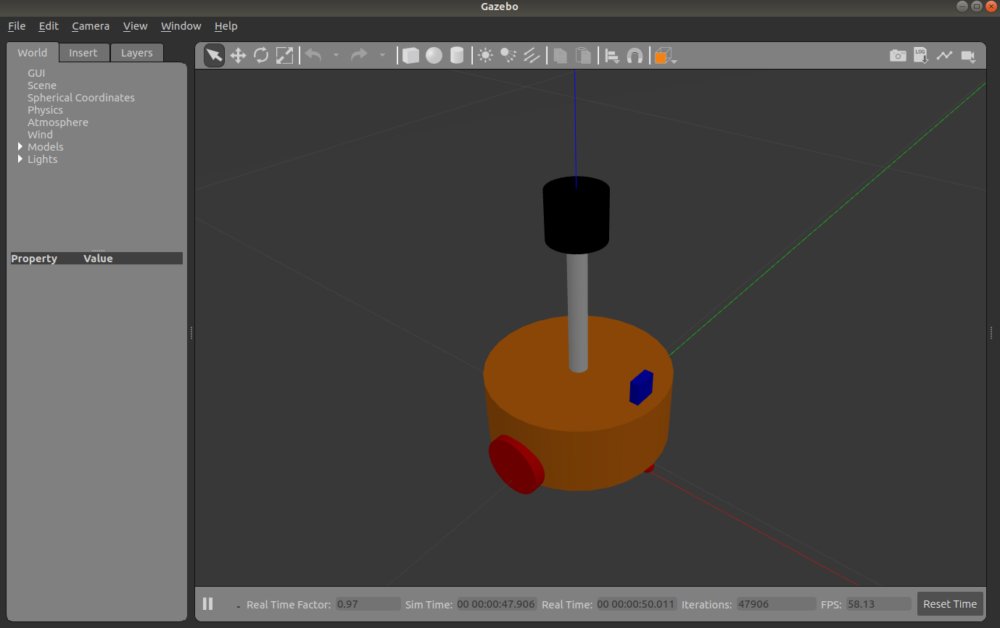 Gazebo
File Edit Camera View Window Help
World Insert Layers
LOG
GUI
Scene
Spherical Coordinates
Physics
Atmosphere
Wind
Models
Lights
Property Value
Real Time Factor: 0.97 Sim Time: 00 00:00:47.906 Real Time: 00 00:00:50.011 Iterations: 47906 FPS: 58.13 Reset Time